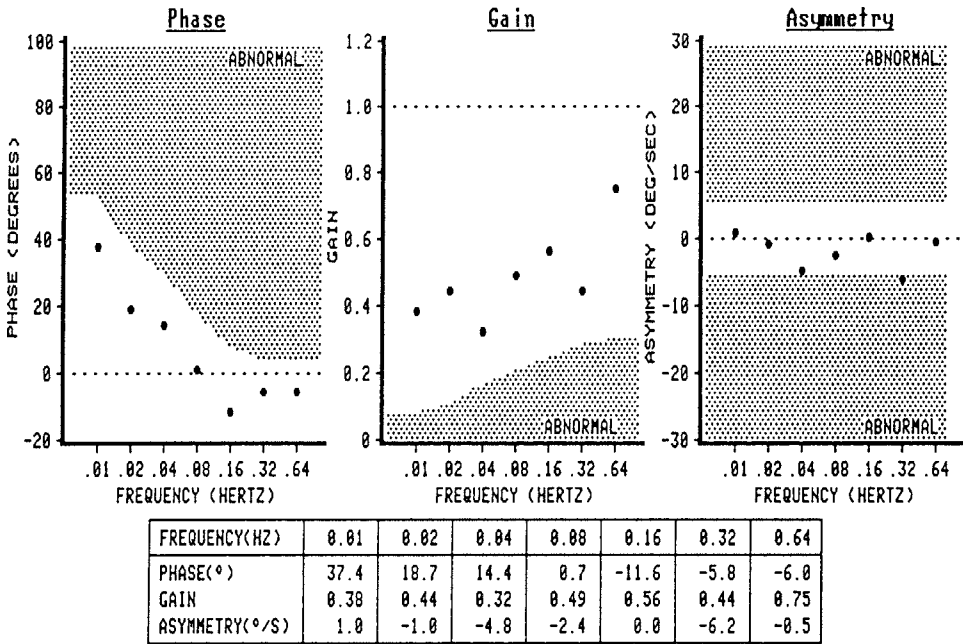 Phase
Gain
Asymmetry
PHASE <DEGREES>
100
80
60
40
20
0
-20
ABNORMAL
.01 .02 .04 .08 .16 .32 .64
FREQUENCY (HERTZ)
GAIN
1.2
1.0
0.8
0.6
0.4
0.2
0
ABNORMAL
.01 .02 .04 .08 .16 .32 .64
FREQUENCY (HERTZ)
ASYMMETRY <DEG/SEC>
30
20
10
0
-10
-20
-30
ABNORMAL
ABNORMAL
.01 .02 .04 .08 .16 .32 .64
FREQUENCY (HERTZ)
FREQUENCY(HZ) 0.01 0.02 0.04 0.08 0.16 0.32 0.64
PHASE(°) 37.4 18.7 14.4 0.7 -11.6 -5.8 -6.0
GAIN 0.38 0.44 0.32 0.49 0.56 0.44 0.75
ASYMMETRY(°/S) 1.0 -1.0 -4.8 -2.4 0.0 -6.2 -0.5